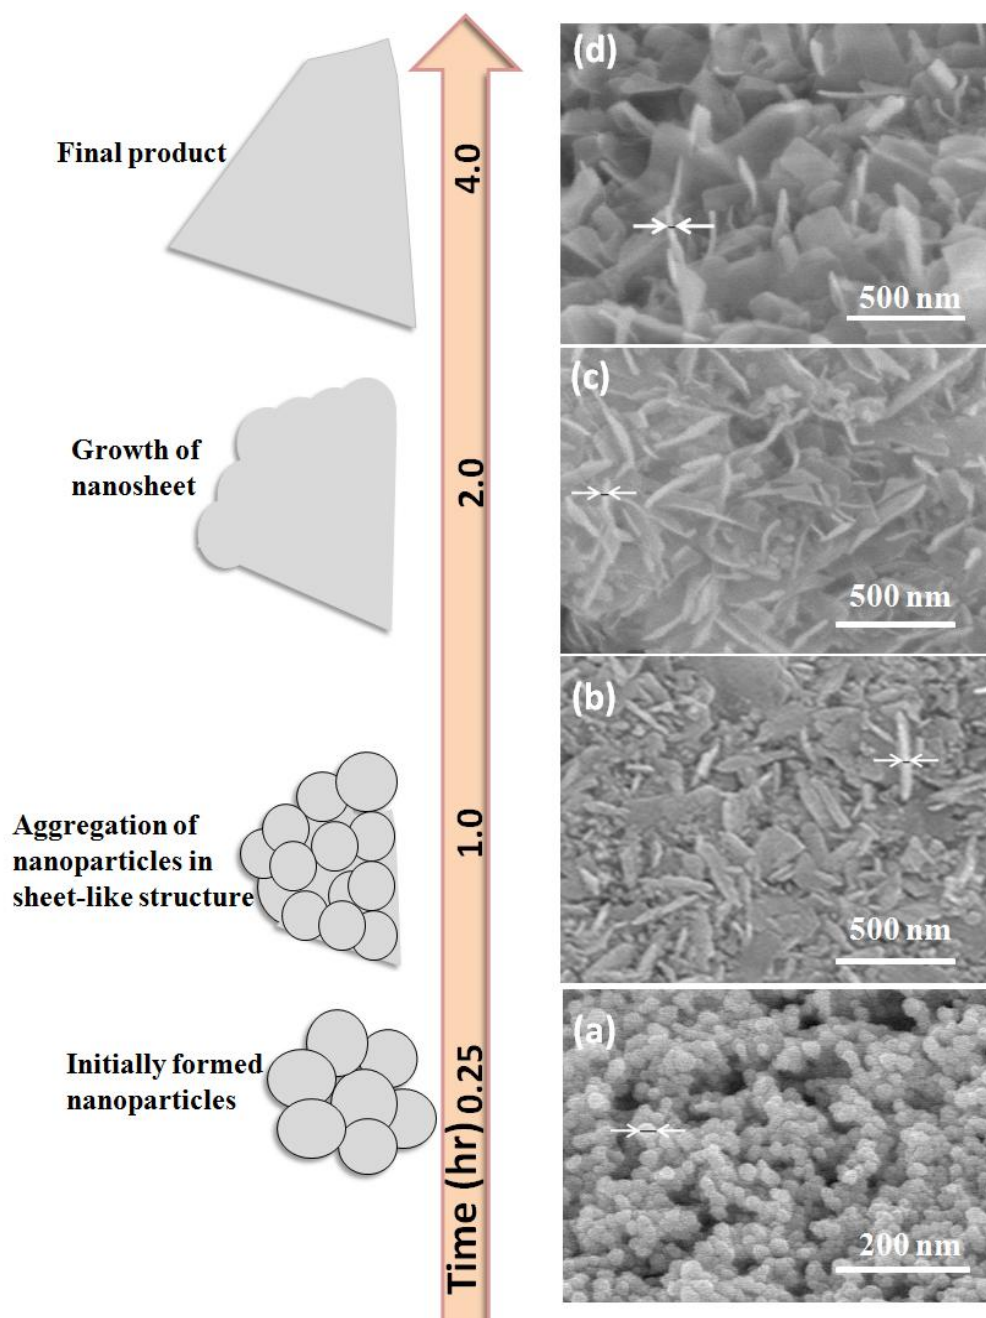 Final product
4.0
(d)
500 nm
Growth of
nanosheet
2.0
(c)
500 nm
Aggregation of
nanoparticles in
sheet-like structure
1.0
(b)
500 nm
Initially formed
nanoparticles
Time (hr) 0.25
(a)
200 nm